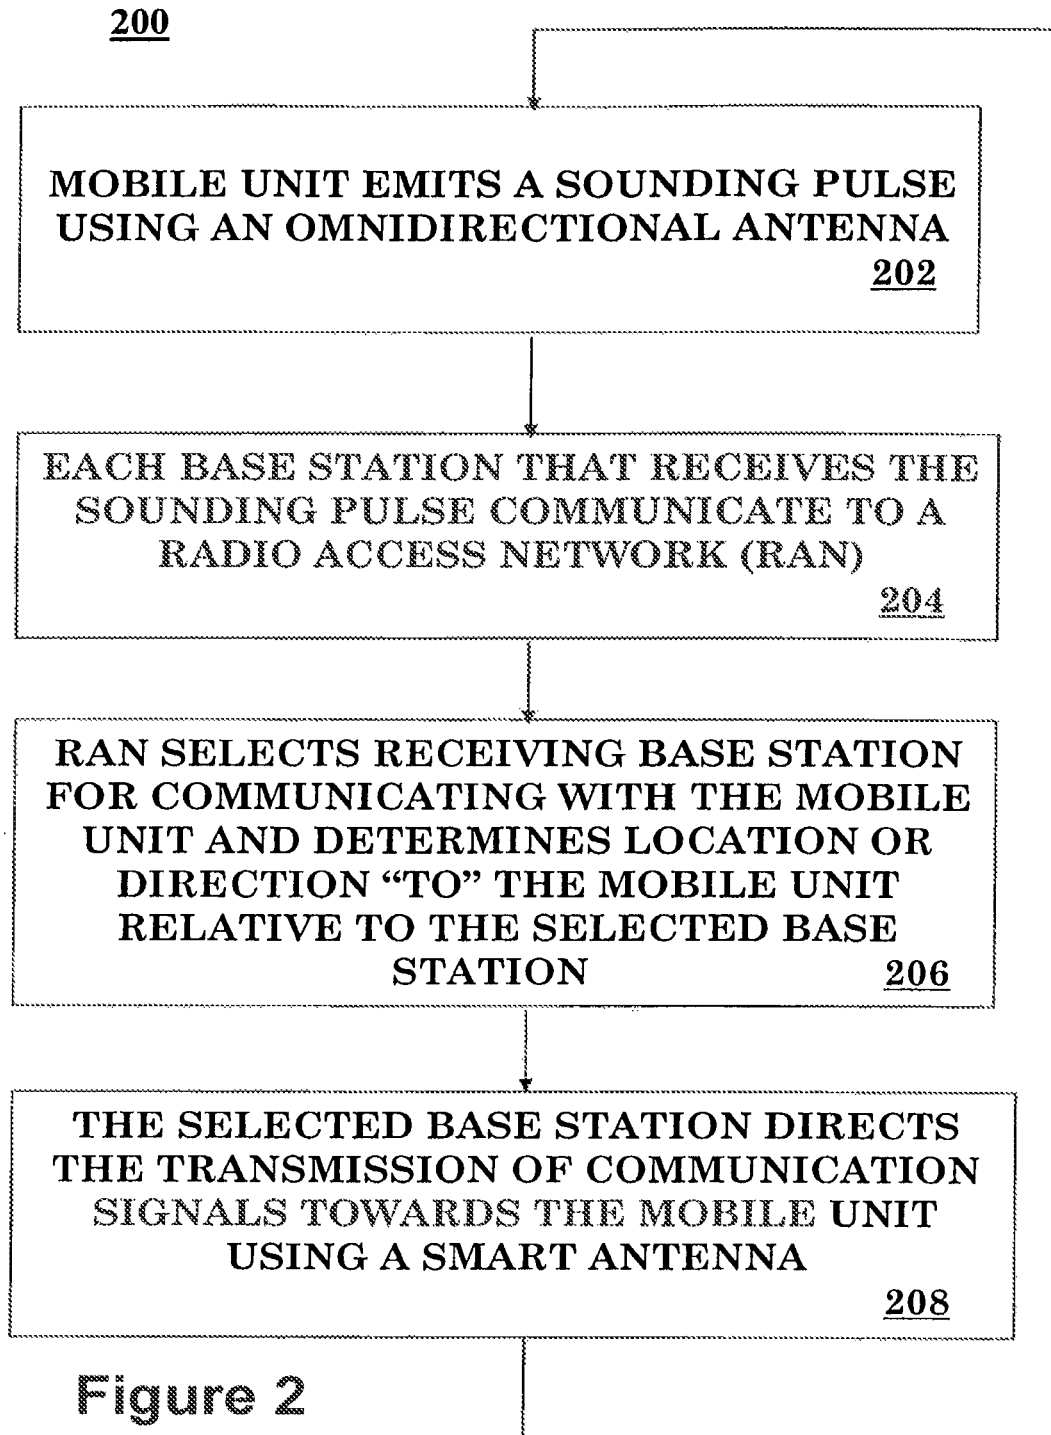 200
MOBILE UNIT EMITS A SOUNDING PULSE
USING AN OMNIDIRECTIONAL ANTENNA
202
EACH BASE STATION THAT RECEIVES THE
SOUNDING PULSE COMMUNICATE TO A
RADIO ACCESS NETWORK (RAN)
204
RAN SELECTS RECEIVING BASE STATION
FOR COMMUNICATING WITH THE MOBILE
UNIT AND DETERMINES LOCATION OR
DIRECTION “TO” THE MOBILE UNIT
RELATIVE TO THE SELECTED BASE
STATION 206
THE SELECTED BASE STATION DIRECTS
THE TRANSMISSION OF COMMUNICATION
SIGNALS TOWARDS THE MOBILE UNIT
USING A SMART ANTENNA
208
Figure 2